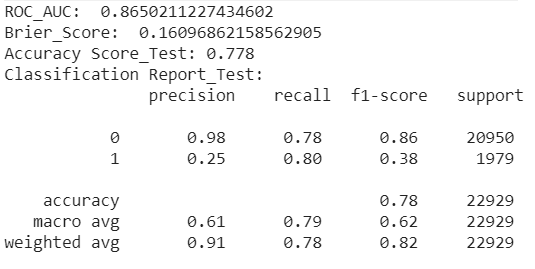 ROC_AUC: 0.8650211227434602
Brier_Score: 0.16096862158562905
Accuracy Score_Test: 0.778
Classification Report_Test:
precision recall f1-score support
0 0.98 0.78 0.86 20950
1 0.25 0.80 0.38 1979
accuracy 0.78 22929
macro avg 0.61 0.79 0.62 22929
weighted avg 0.91 0.78 0.82 22929